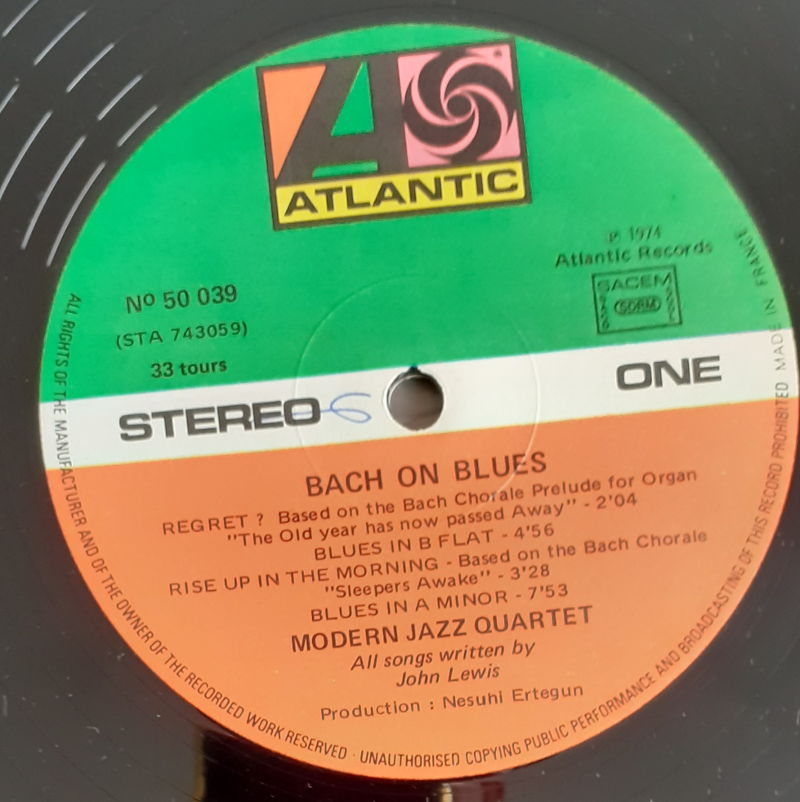 A
ATLANTIC
℗ 1974
Atlantic Records
SACEM
SDRM
Nº 50 039
(STA 743059)
33 tours
STEREO
6
ONE
BACH ON BLUES
REGRET ? Based on the Bach Chorale Prelude for Organ
"The Old year has now passed Away" - 2'04
BLUES IN B FLAT - 4'56
RISE UP IN THE MORNING - Based on the Bach Chorale
"Sleepers Awake" - 3'28
BLUES IN A MINOR - 7'53
MODERN JAZZ QUARTET
All songs written by
John Lewis
Production : Nesuhi Ertegun
ALL RIGHTS OF THE MANUFACTURER AND OF THE OWNER OF THE RECORDED WORK RESERVED · UNAUTHORISED COPYING PUBLIC PERFORMANCE AND BROADCASTING OF THIS RECORD PROHIBITED MADE IN FRANCE